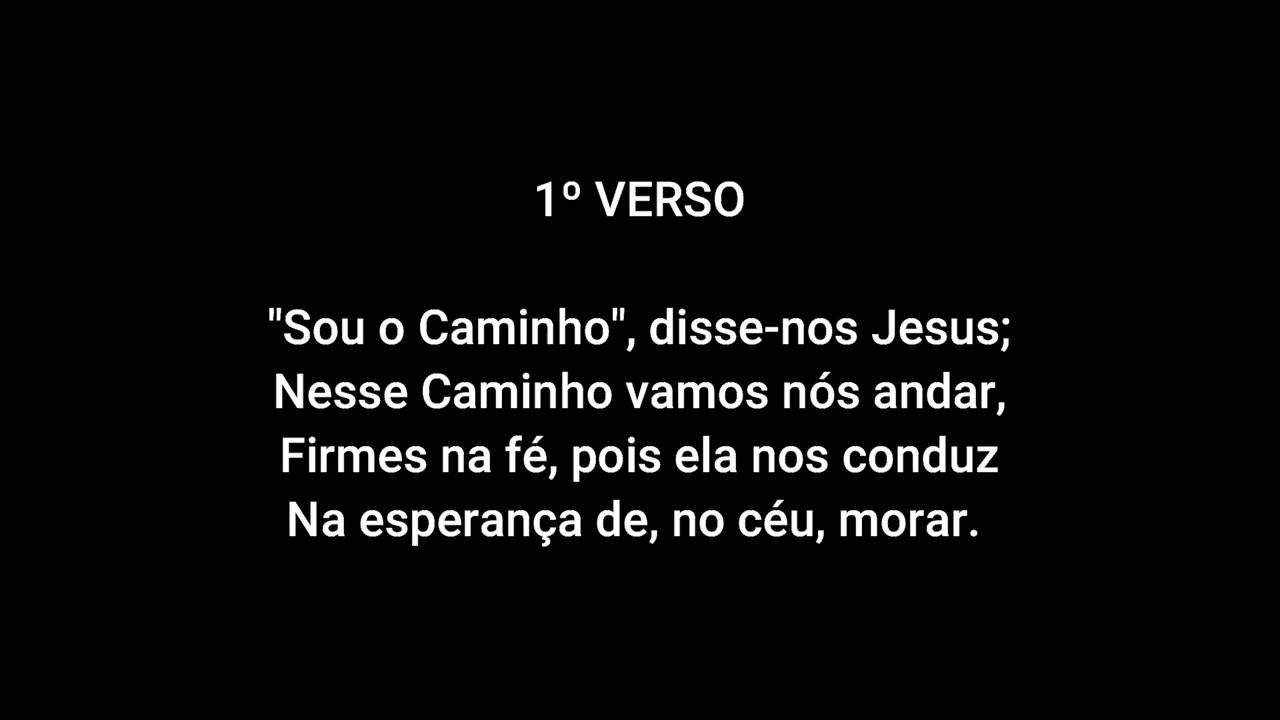 1º VERSO
"Sou o Caminho", disse-nos Jesus;
Nesse Caminho vamos nós andar,
Firmes na fé, pois ela nos conduz
Na esperança de, no céu, morar.